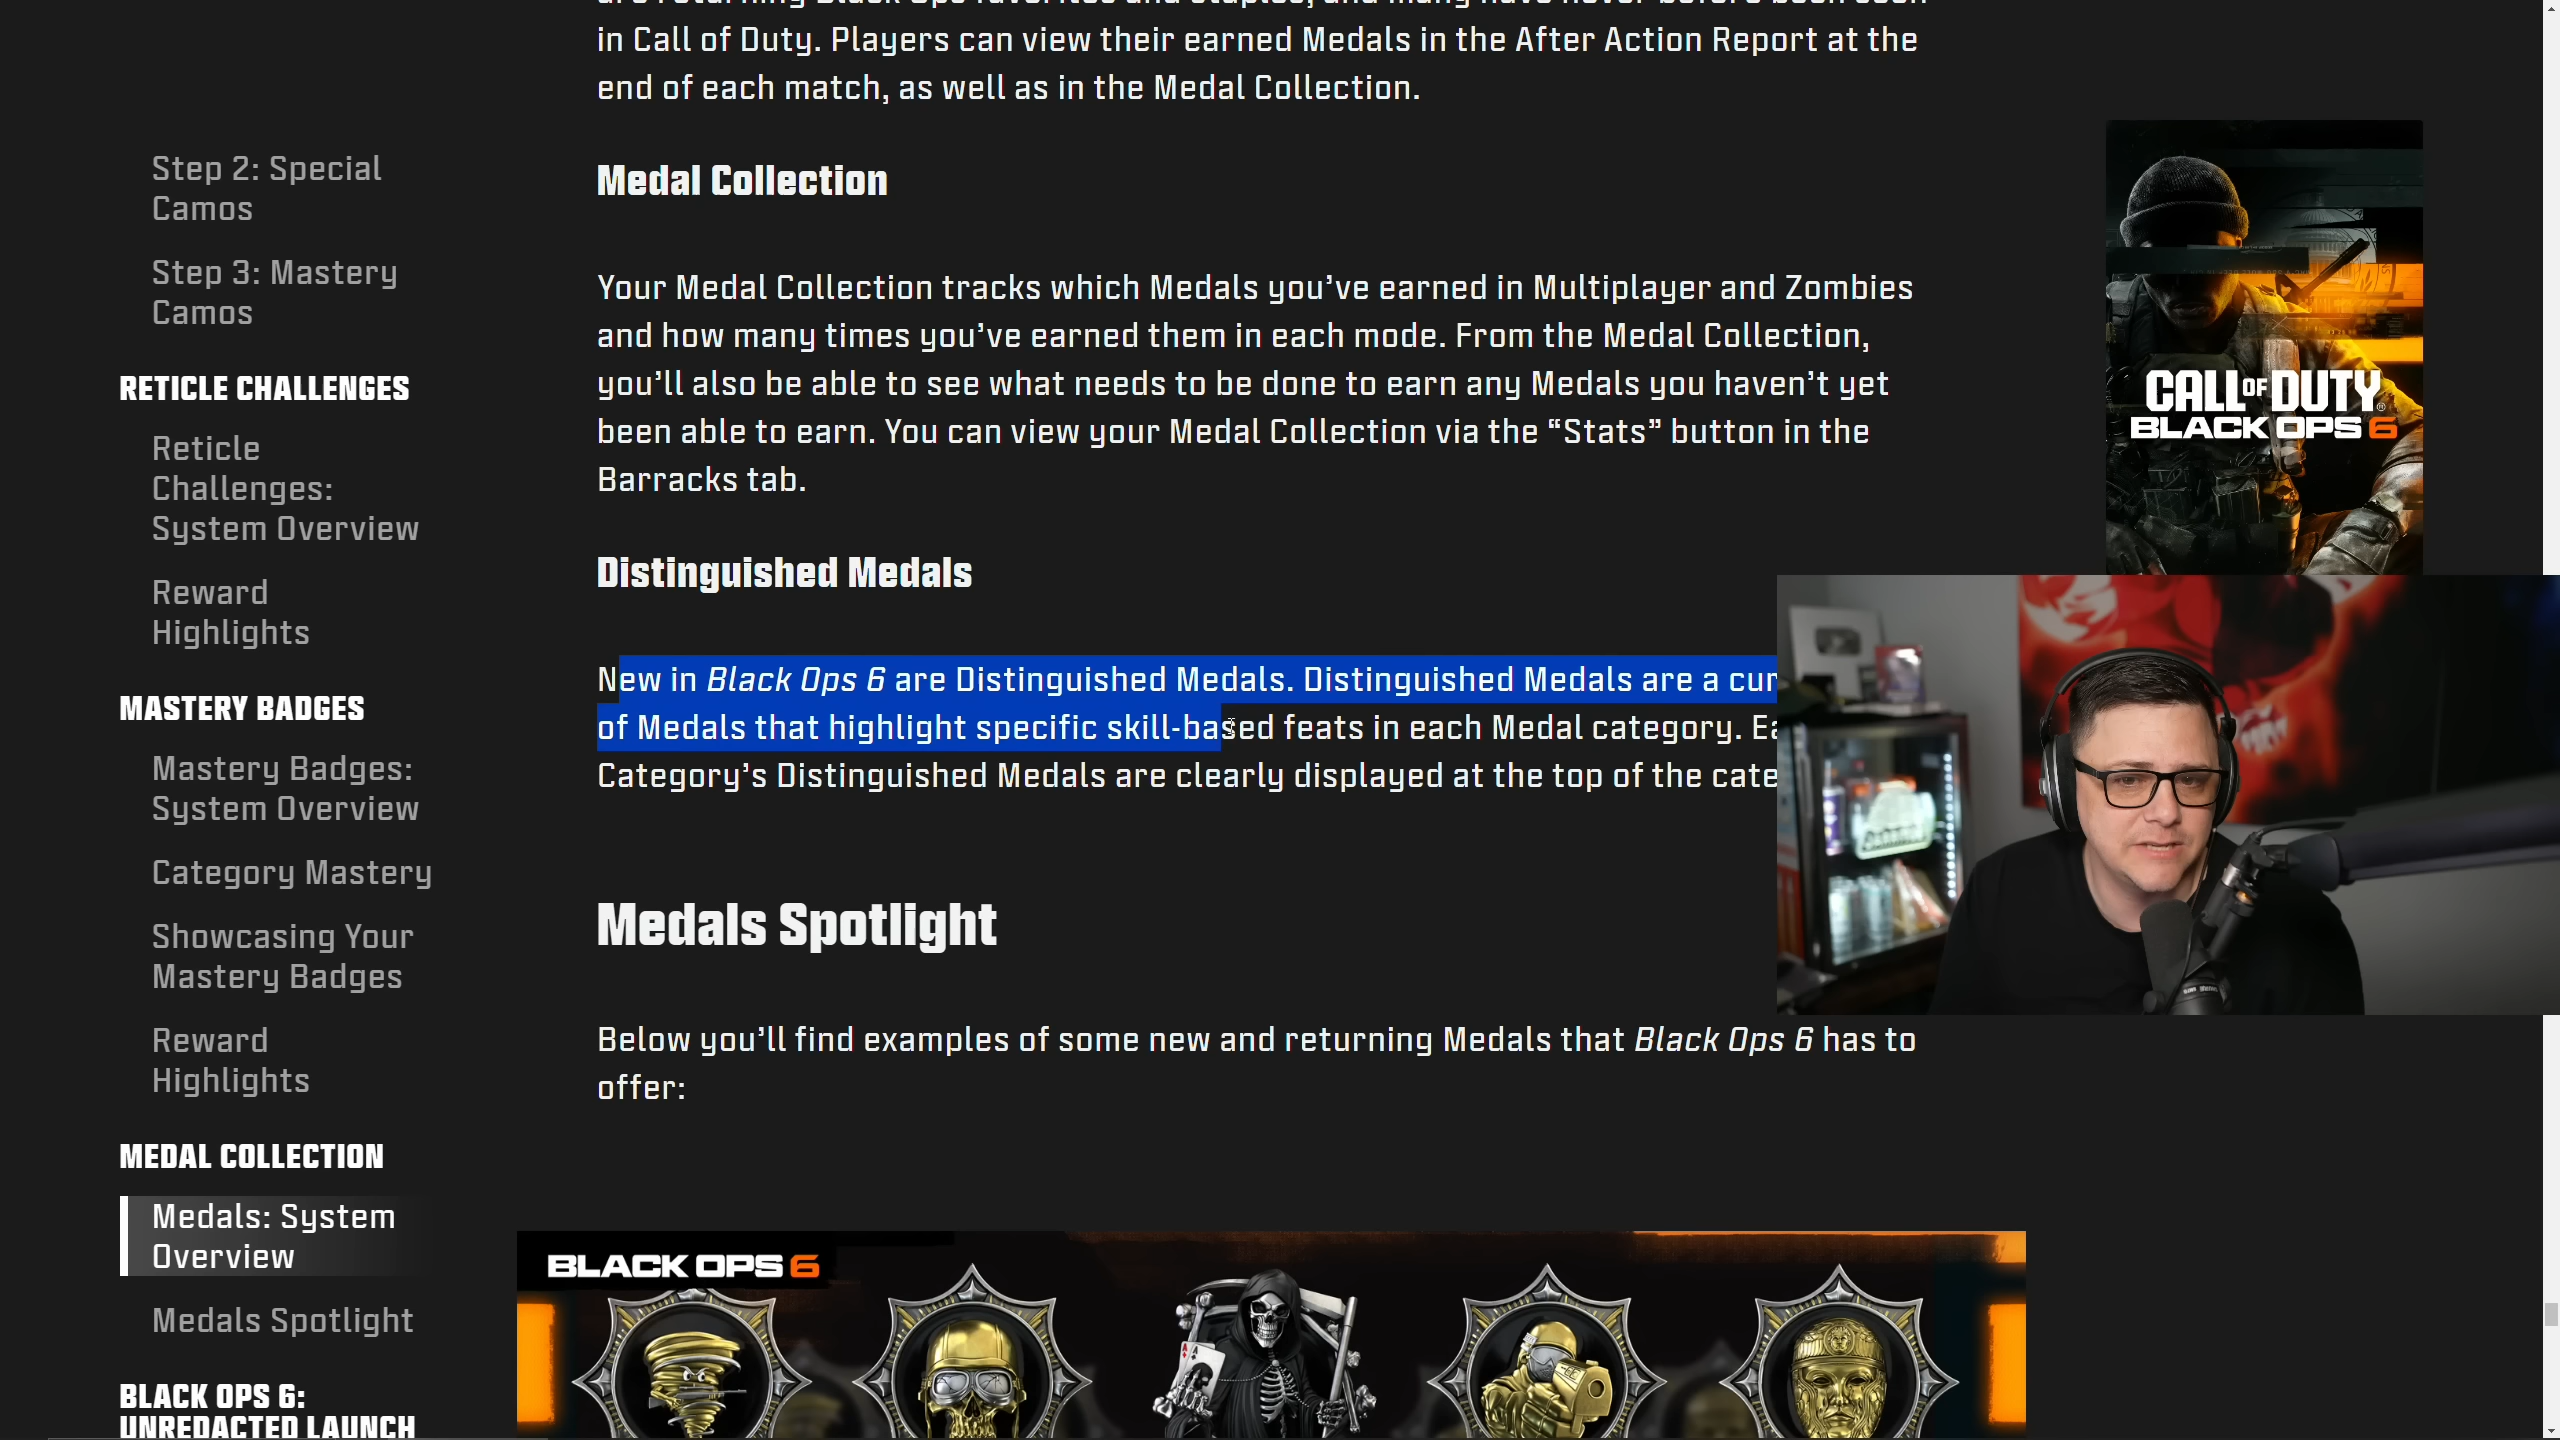 in Call of Duty. Players can view their earned Medals in the After Action Report at the
end of each match, as well as in the Medal Collection.
Step 2: Special
Camos
Step 3: Mastery
Camos
RETICLE CHALLENGES
Reticle
Challenges:
System Overview
Reward
Highlights
MASTERY BADGES
Mastery Badges:
System Overview
Category Mastery
Showcasing Your
Mastery Badges
Reward
Highlights
MEDAL COLLECTION
Medals: System
Overview
Medals Spotlight
BLACK OPS 6:
UNREDACTED LAUNCH
Medal Collection
Your Medal Collection tracks which Medals you’ve earned in Multiplayer and Zombies
and how many times you’ve earned them in each mode. From the Medal Collection,
you’ll also be able to see what needs to be done to earn any Medals you haven’t yet
been able to earn. You can view your Medal Collection via the “Stats” button in the
Barracks tab.
Distinguished Medals
New in Black Ops 6 are Distinguished Medals. Distinguished Medals are a
of Medals that highlight specific skill-based feats in each Medal category.
Category’s Distinguished Medals are clearly displayed at the top of the
Medals Spotlight
Below you’ll find examples of some new and returning Medals that Black Ops 6 has to
offer:
BLACK OPS 6
CALL OF DUTY®
BLACK OPS 6